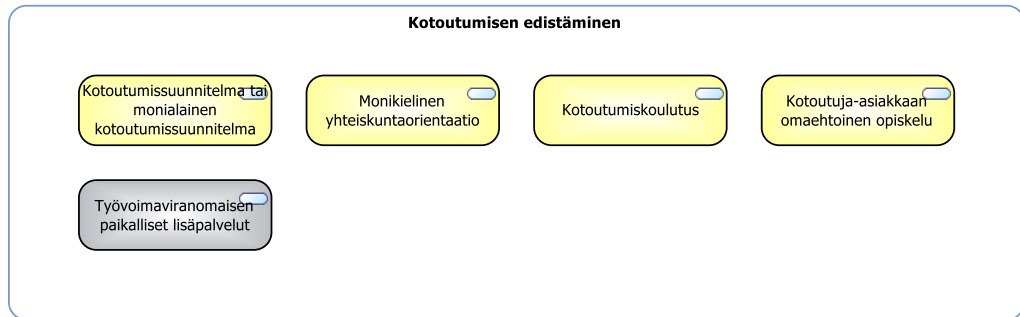 Kotoutumisen edistäminen
Kotoutumissuunnitelma tai
monialainen
kotoutumissuunnitelma
Monikielinen
yhteiskuntaorientaatio
Kotoutumiskoulutus
Kotoutuja-asiakkaan
omaehtoinen opiskelu
Työvoimaviranomaisen
paikalliset lisäpalvelut